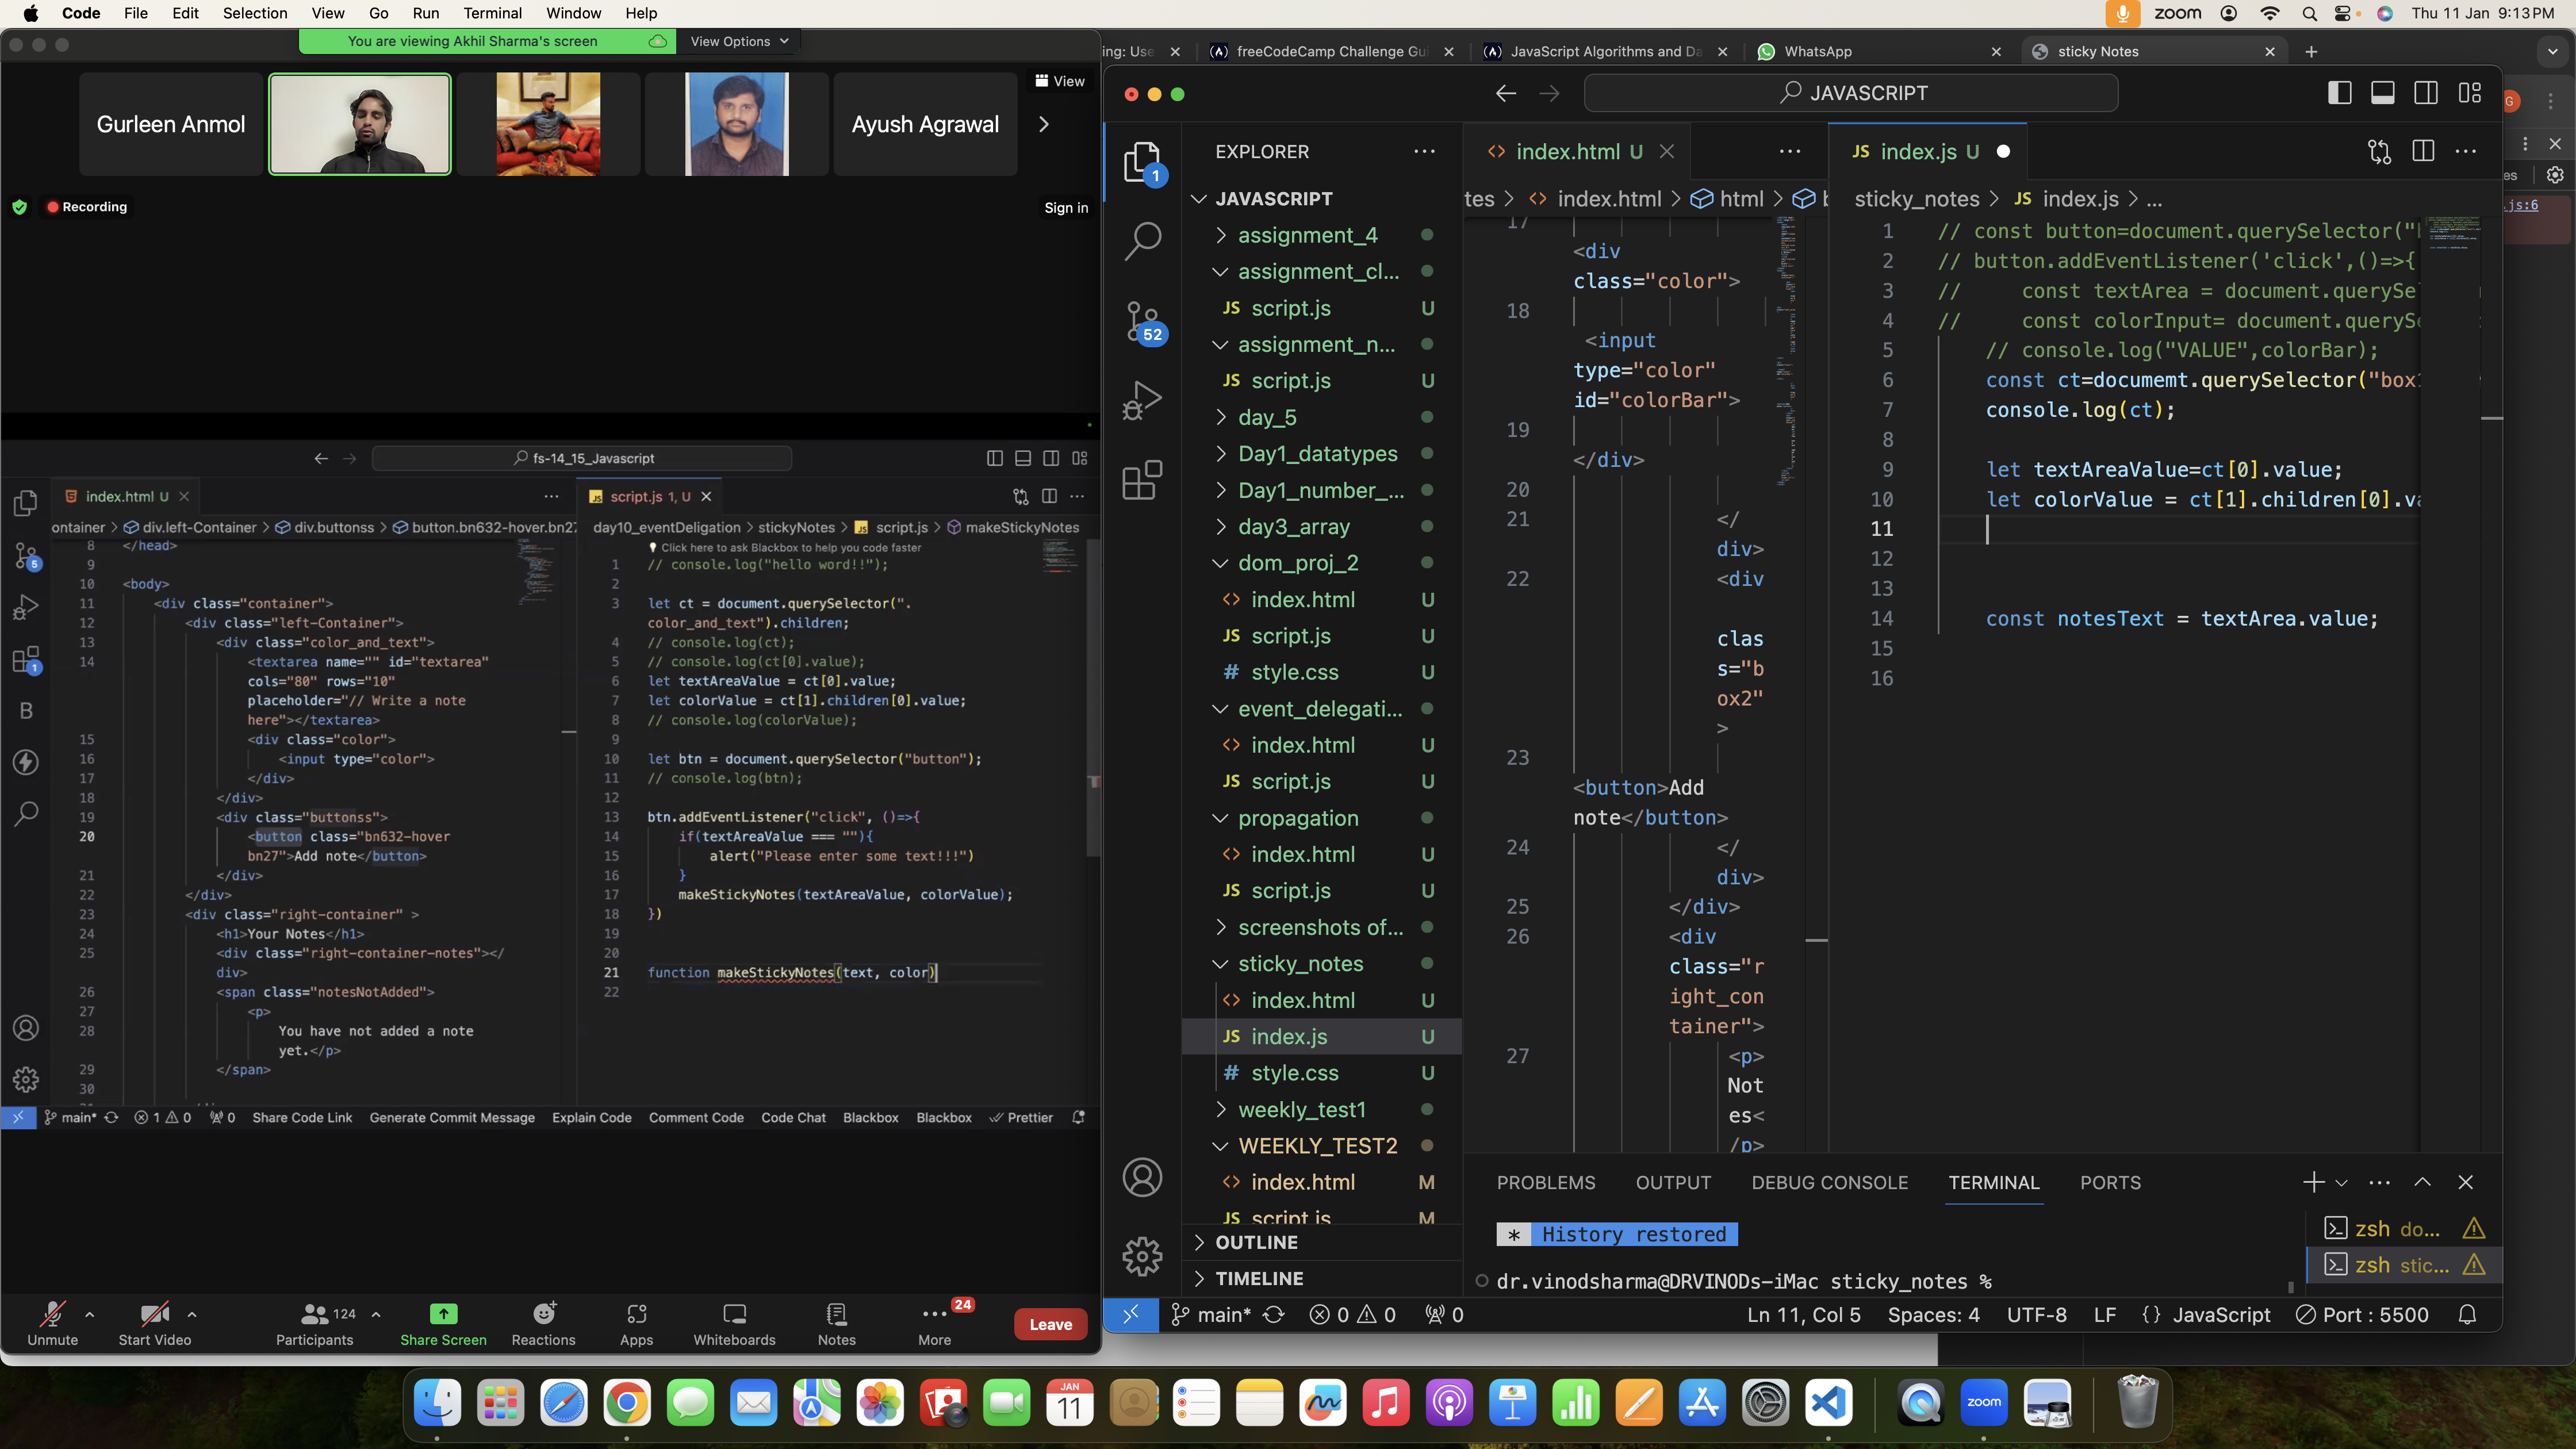 Code File Edit Selection View Go Run Terminal Window Help
zoom Thu 11 Jan 9:13 PM
You are viewing Akhil Sharma's screen
View Options
Gurleen Anmol
Ayush Agrawal
View
Recording
Sign in
fs-14_15_Javascript
index.html U
script.js 1, U
ontainer > div.left-Container > div.buttonss > button.bn632-hover.bn27
day10_eventDeligation > stickyNotes > script.js > makeStickyNotes
8 </head>
9
10 <body>
11 <div class="container">
12 <div class="left-Container">
13 <div class="color_and_text">
14 <textarea name="" id="textarea"
cols="80" rows="10"
placeholder="// Write a note
here"></textarea>
15 <div class="color">
16 <input type="color">
17 </div>
18 </div>
19 <div class="buttonss">
20 <button class="bn632-hover
bn27">Add note</button>
21 </div>
22 </div>
23 <div class="right-container" >
24 <h1>Your Notes</h1>
25 <div class="right-container-notes"></
div>
26 <span class="notesNotAdded">
27 <p>
28 You have not added a note
yet.</p>
29 </span>
30
Click here to ask Blackbox to help you code faster
1 // console.log("hello word!!");
2
3 let ct = document.querySelector(".
color_and_text").children;
4 // console.log(ct);
5 // console.log(ct[0].value);
6 let textAreaValue = ct[0].value;
7 let colorValue = ct[1].children[0].value;
8 // console.log(colorValue);
9
10 let btn = document.querySelector("button");
11 // console.log(btn);
12
13 btn.addEventListener("click", ()=>{
14 if(textAreaValue === ""){
15 alert("Please enter some text!!!")
16 }
17 makeStickyNotes(textAreaValue, colorValue);
18 })
19
20
21 function makeStickyNotes(text, color)
22
5
1
B
main* 1 0 0 Share Code Link Generate Commit Message Explain Code Comment Code Code Chat Blackbox Blackbox Prettier
Unmute
Start Video
124
Participants
Share Screen
Reactions
Apps
Whiteboards
Notes
24
More
Leave
ing: Use
freeCodeCamp Challenge Gui
JavaScript Algorithms and Da
WhatsApp
sticky Notes
G
es
.js:6
JAVASCRIPT
1
52
EXPLORER
JAVASCRIPT
assignment_4
assignment_cl...
JS script.js U
assignment_n...
JS script.js U
day_5
Day1_datatypes
Day1_number_...
day3_array
dom_proj_2
<> index.html U
JS script.js U
# style.css U
event_delegati...
<> index.html U
JS script.js U
propagation
<> index.html U
JS script.js U
screenshots of...
sticky_notes
<> index.html U
JS index.js U
# style.css U
weekly_test1
WEEKLY_TEST2
<> index.html M
JS script.js M
OUTLINE
TIMELINE
<> index.html U
tes > <> index.html > html > b
17
<div
class="color">
18
<input
type="color"
id="colorBar">
19
</div>
20
21 </
div>
22 <div
clas
s="b
ox2"
>
23
<button>Add
note</button>
24 </
div>
25 </div>
26 <div
class="r
ight_con
tainer">
27 <p>
Not
es<
/p>
JS index.js U
sticky_notes > JS index.js > ...
1 // const button=document.querySelector("b
2 // button.addEventListener('click',()=>{
3 // const textArea = document.querySel
4 // const colorInput= document.queryS
5 // console.log("VALUE",colorBar);
6 const ct=documemt.querySelector("box1
7 console.log(ct);
8
9 let textAreaValue=ct[0].value;
10 let colorValue = ct[1].children[0].va
11
12
13
14 const notesText = textArea.value;
15
16
PROBLEMS OUTPUT DEBUG CONSOLE TERMINAL PORTS
* History restored
dr.vinodsharma@DRVINODs-iMac sticky_notes %
zsh do...
zsh stic...
main* 0 0 0 Ln 11, Col 5 Spaces: 4 UTF-8 LF {} JavaScript Port : 5500
JAN
11
zoom